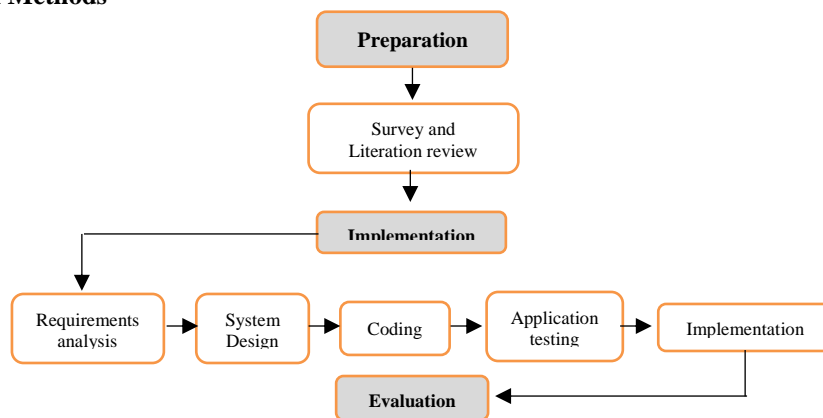 Methods
Preparation
Survey and
Literation review
Implementation
Requirements
analysis
System
Design
Coding
Application
testing
Implementation
Evaluation